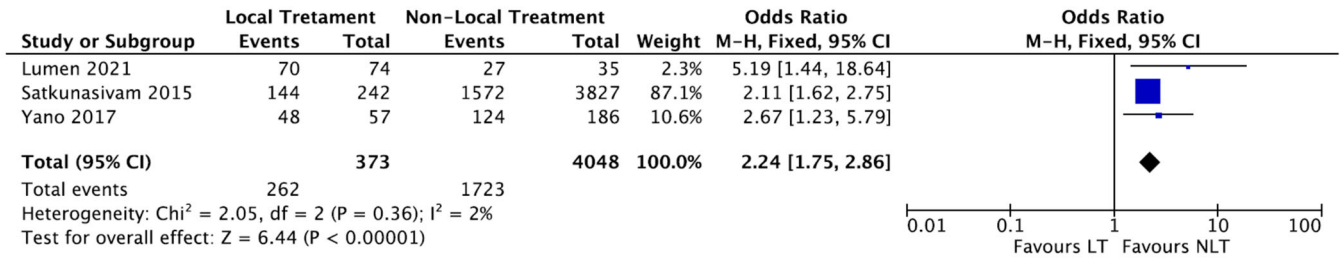 Local Tretament Non-Local Treatment Odds Ratio Odds Ratio
Study or Subgroup Events Total Events Total Weight M-H, Fixed, 95% CI M-H, Fixed, 95% CI
Lumen 2021 70 74 27 35 2.3% 5.19 [1.44, 18.64]
Satkunasivam 2015 144 242 1572 3827 87.1% 2.11 [1.62, 2.75]
Yano 2017 48 57 124 186 10.6% 2.67 [1.23, 5.79]
Total (95% CI) 373 4048 100.0% 2.24 [1.75, 2.86]
Total events 262 1723
Heterogeneity: Chi² = 2.05, df = 2 (P = 0.36); I² = 2%
Test for overall effect: Z = 6.44 (P < 0.00001)
0.01 0.1 1 10 100
Favours LT Favours NLT